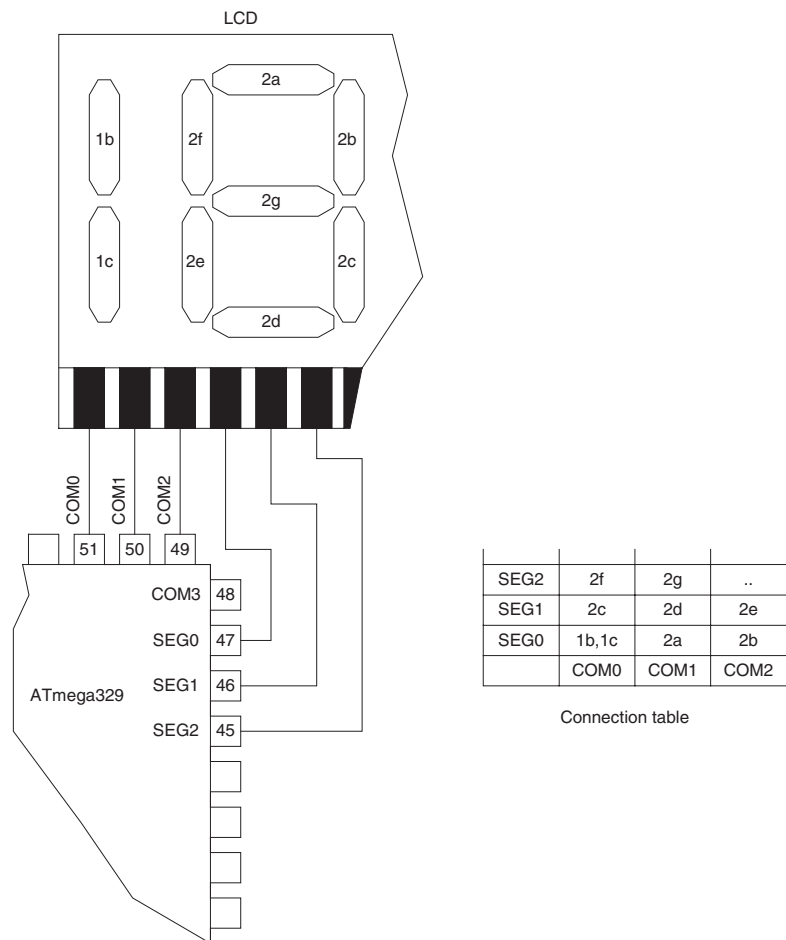 LCD
2a
1b
2f
2b
2g
1c
2e
2c
2d
COM0
COM1
COM2
51
50
49
COM3
48
SEG0
47
SEG1
46
ATmega329
SEG2
45
SEG2 2f 2g ..
SEG1 2c 2d 2e
SEG0 1b,1c 2a 2b
COM0 COM1 COM2
Connection table